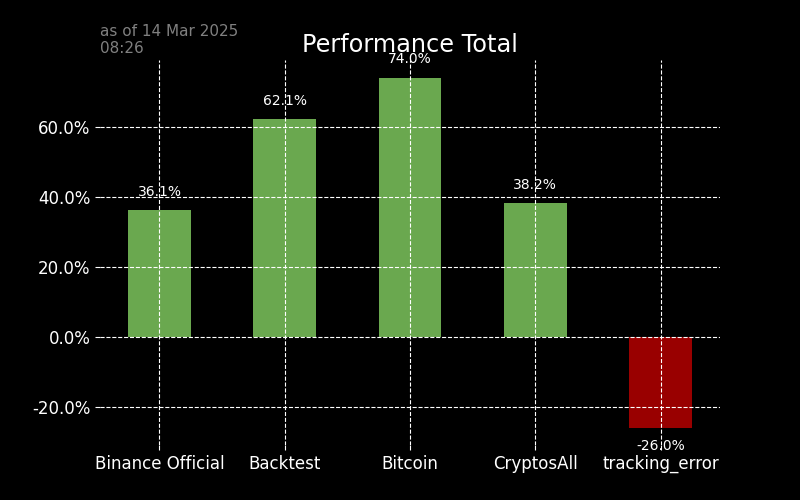 as of 14 Mar 2025
08:26
Performance Total
74.0%
62.1%
36.1%
38.2%
-26.0%
60.0%
40.0%
20.0%
0.0%
-20.0%
Binance Official
Backtest
Bitcoin
CryptosAll
tracking_error